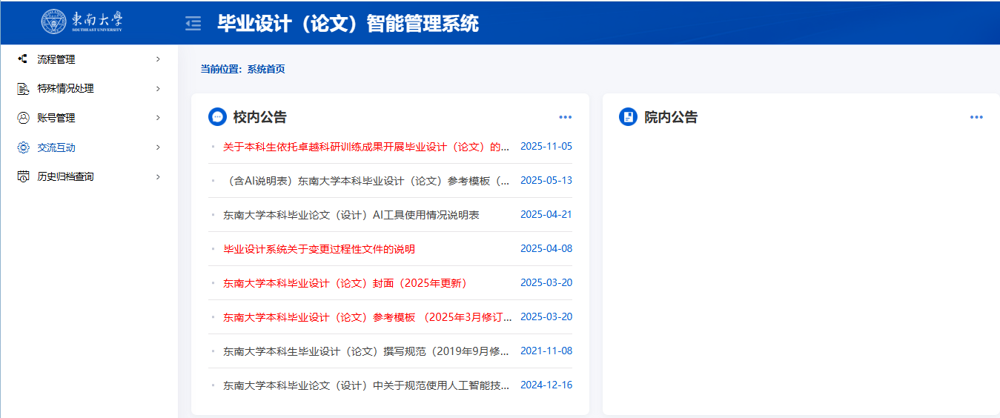 東南大學
SOUTHEAST UNIVERSITY
毕业设计（论文）智能管理系统
流程管理
特殊情况处理
账号管理
交流互动
历史归档查询
当前位置：系统首页
校内公告
关于本科生依托卓越科研训练成果开展毕业设计（论文）的... 2025-11-05
（含AI说明表）东南大学本科毕业设计（论文）参考模板（... 2025-05-13
东南大学本科毕业论文（设计）AI工具使用情况说明表 2025-04-21
毕业设计系统关于变更过程性文件的说明 2025-04-08
东南大学本科毕业设计（论文）封面（2025年更新） 2025-03-20
东南大学本科毕业设计（论文）参考模板 （2025年3月修订... 2025-03-20
东南大学本科生毕业设计（论文）撰写规范（2019年9月修... 2021-11-08
东南大学本科毕业论文（设计）中关于规范使用人工智能技... 2024-12-16
院内公告